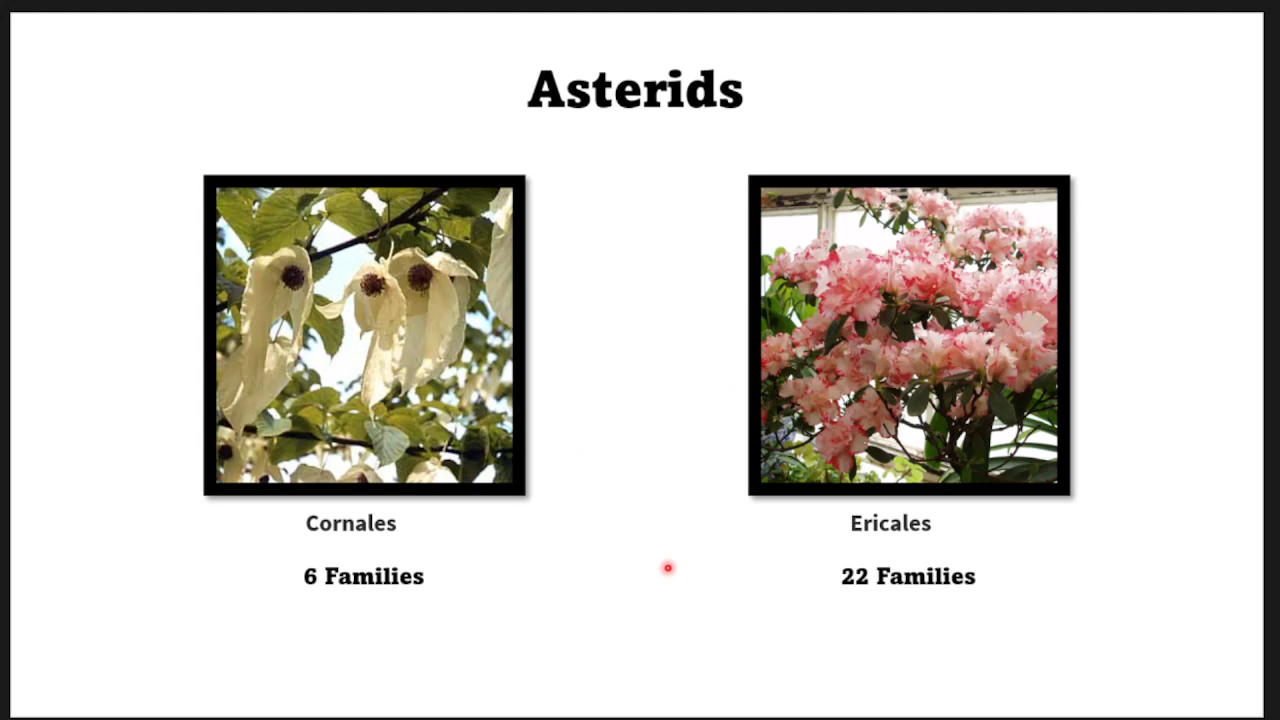 Asterids
Cornales
Ericales
6 Families
22 Families